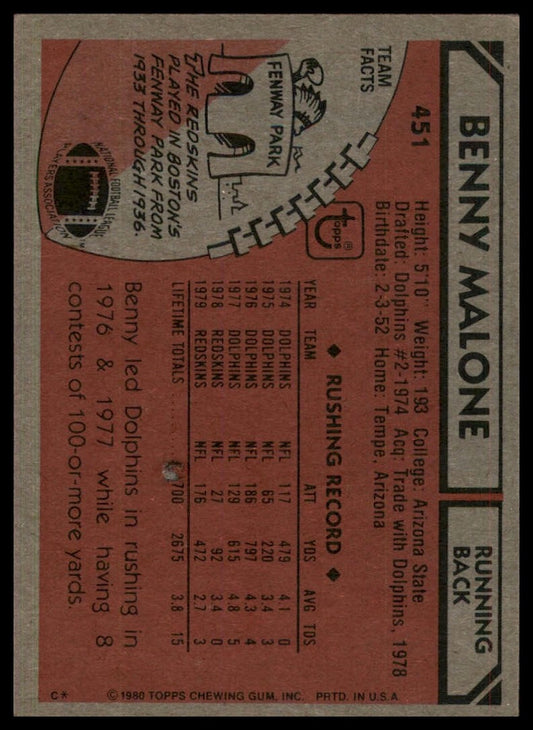 BENNY MALONE
RUNNING
BACK
451
Height: 5'10" Weight: 193 College: Arizona State
Drafted: Dolphins #2-1974 Acq: Trade with Dolphins, 1978
Birthdate: 2-3-52 Home: Tempe, Arizona
TEAM
FACTS
FENWAY PARK
THE REDSKINS
PLAYED IN BOSTON'S
FENWAY PARK FROM
1933 THROUGH 1936.
NATIONAL FOOTBALL LEAGUE
PLAYERS ASSOCIATION
topps®
◆ RUSHING RECORD ◆
YEAR TEAM ATT YDS AVG TDS
1974 DOLPHINS NFL 117 479 4.1 0
1975 DOLPHINS NFL 65 220 3.4 3
1976 DOLPHINS NFL 186 797 4.3 4
1977 DOLPHINS NFL 129 615 4.8 5
1978 REDSKINS NFL 27 92 3.4 0
1979 REDSKINS NFL 176 472 2.7 3
LIFETIME TOTALS 700 2675 3.8 15
Benny led Dolphins in rushing in
1976 & 1977 while having 8
contests of 100-or-more yards.
C* ©1980 TOPPS CHEWING GUM, INC. PRTD. IN U.S.A.